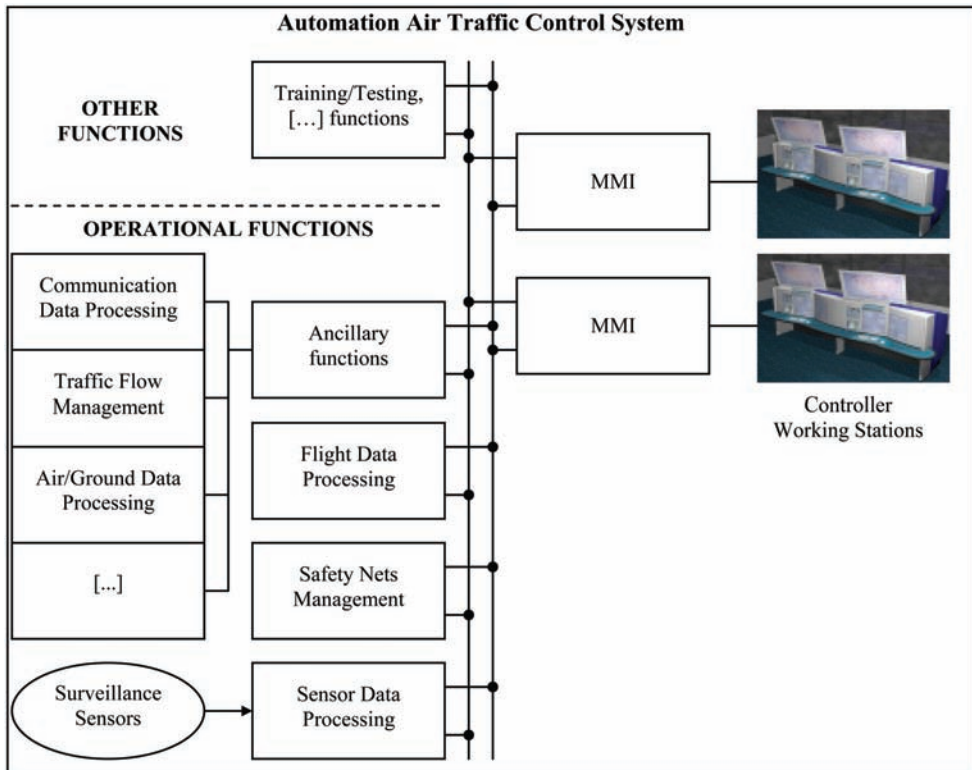 Automation Air Traffic Control System
OTHER
FUNCTIONS
Training/Testing,
[…] functions
MMI
OPERATIONAL FUNCTIONS
Communication
Data Processing
Traffic Flow
Management
Air/Ground Data
Processing
[...]
Ancillary
functions
MMI
Controller
Working Stations
Flight Data
Processing
Safety Nets
Management
Surveillance
Sensors
Sensor Data
Processing